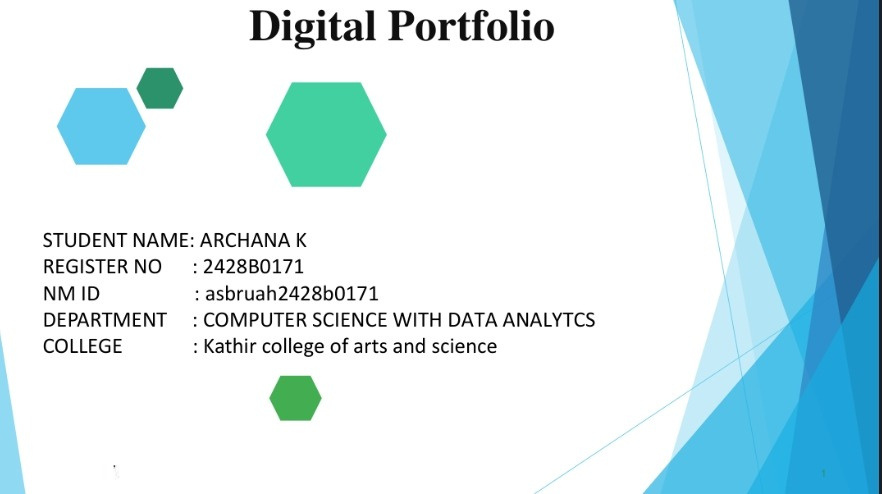 Digital Portfolio
STUDENT NAME: ARCHANA K
REGISTER NO : 2428B0171
NM ID : asbruah2428b0171
DEPARTMENT : COMPUTER SCIENCE WITH DATA ANALYTCS
COLLEGE : Kathir college of arts and science
1